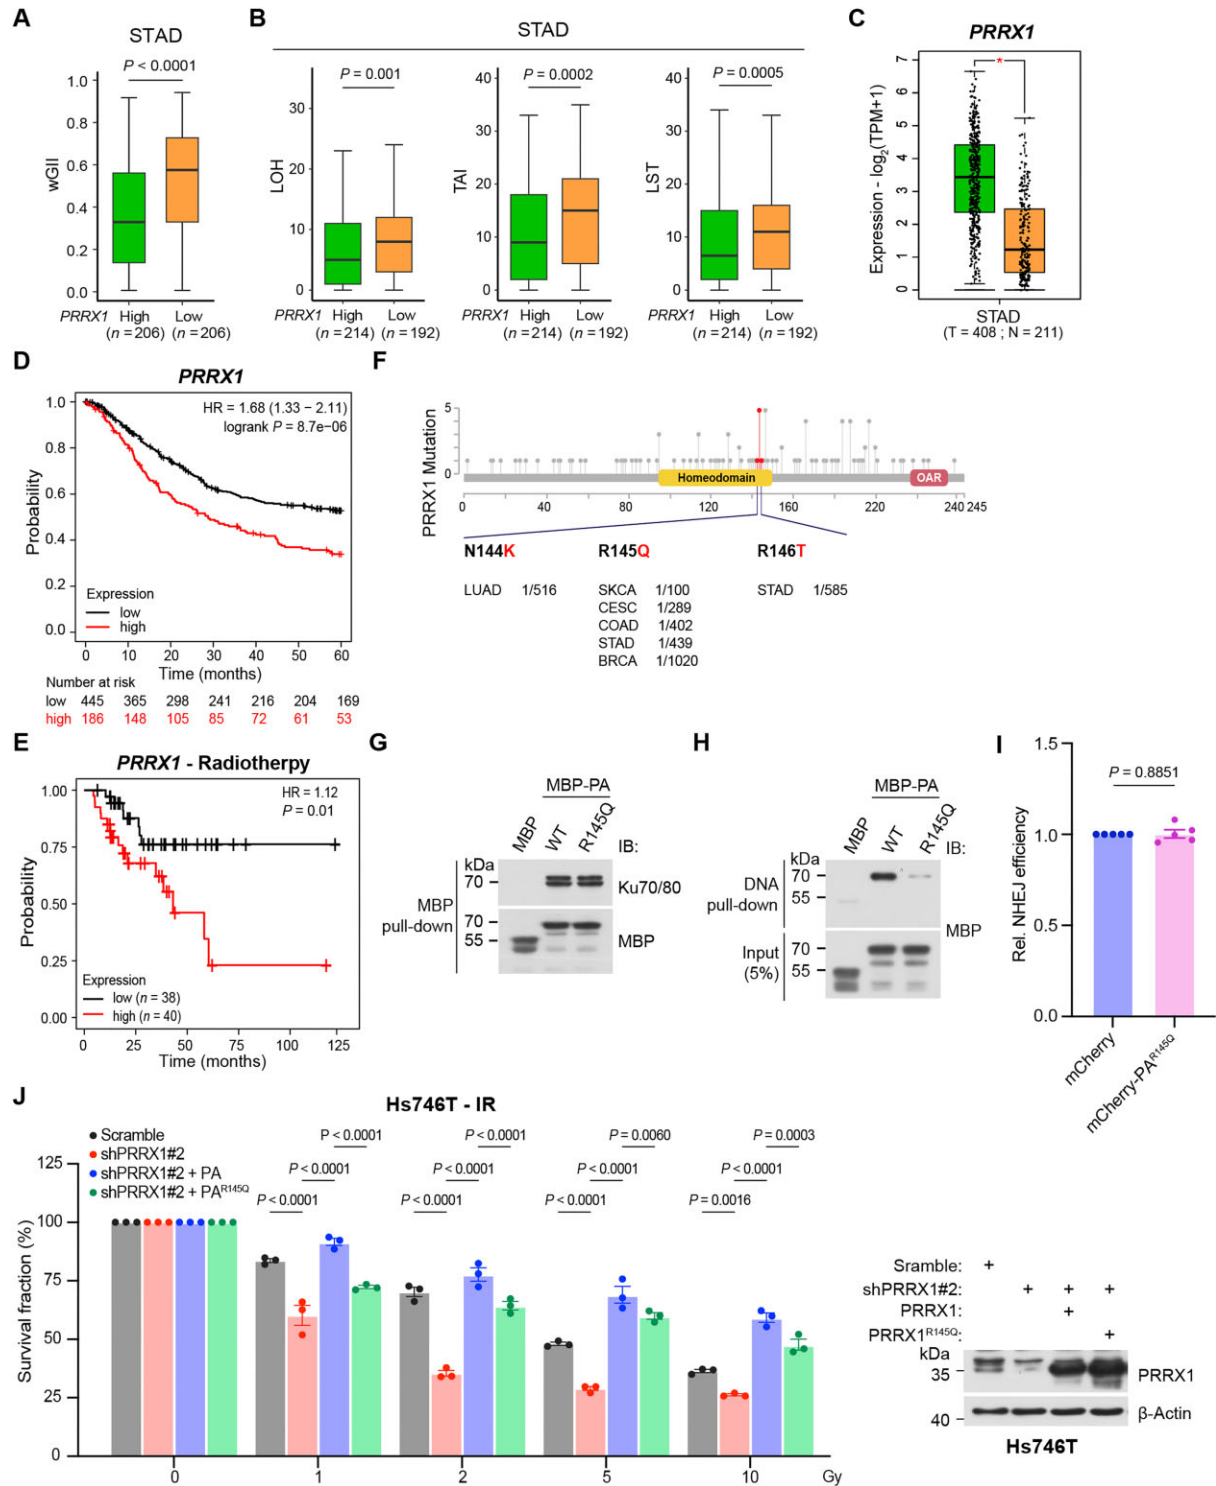 A
STAD
P < 0.0001
wGII
1.0
0.8
0.6
0.4
0.2
0.0
PRRX1 High Low
(n = 206) (n = 206)
B
STAD
P = 0.001
LOH
30
20
10
0
PRRX1 High Low
(n = 214) (n = 192)
P = 0.0002
TAI
40
20
10
0
High Low
(n = 214) (n = 192)
P = 0.0005
LST
40
20
10
0
High Low
(n = 214) (n = 192)
C
PRRX1
*
Expression - log2(TPM+1)
7
6
5
4
3
2
1
0
STAD
(T = 408 ; N = 211)
D
PRRX1
HR = 1.68 (1.33 − 2.11)
logrank P = 8.7e−06
Probability
1.0
0.8
0.6
0.4
0.2
0
Expression
low
high
0 10 20 30 40 50 60
Time (months)
Number at risk
low 445 365 298 241 216 204 169
high 186 148 105 85 72 61 53
E
PRRX1 - Radiotherpy
HR = 1.12
P = 0.01
Probability
1.00
0.75
0.50
0.25
0.00
Expression
low (n = 38)
high (n = 40)
0 25 50 75 100 125
Time (months)
F
PRRX1 Mutation
5
0
Homeodomain
OAR
0 40 80 120 160 220 240 245
N144K R145Q R146T
LUAD 1/516 SKCA 1/100 STAD 1/585
CESC 1/289
COAD 1/402
STAD 1/439
BRCA 1/1020
G
MBP-PA
MBP
WT
R145Q
IB:
kDa
70
Ku70/80
MBP
pull-down
70
55
MBP
H
MBP-PA
MBP
WT
R145Q
IB:
kDa
70
55
DNA
pull-down
MBP
Input
(5%)
70
55
I
P = 0.8851
Rel. NHEJ efficiency
1.5
1.0
0.5
0.0
mCherry
mCherry-PAR145Q
J
Hs746T - IR
Scramble
shPRRX1#2
shPRRX1#2 + PA
shPRRX1#2 + PAR145Q
P < 0.0001 P < 0.0001 P = 0.0060 P = 0.0003
P < 0.0001 P < 0.0001 P < 0.0001 P < 0.0001
P < 0.0001 P < 0.0001 P < 0.0001 P = 0.0016
Survival fraction (%)
125
100
75
50
25
0
0 1 2 5 10 Gy
Sramble: +
shPRRX1#2: + + +
PRRX1: +
PRRX1R145Q: +
kDa
35
PRRX1
40
β-Actin
Hs746T